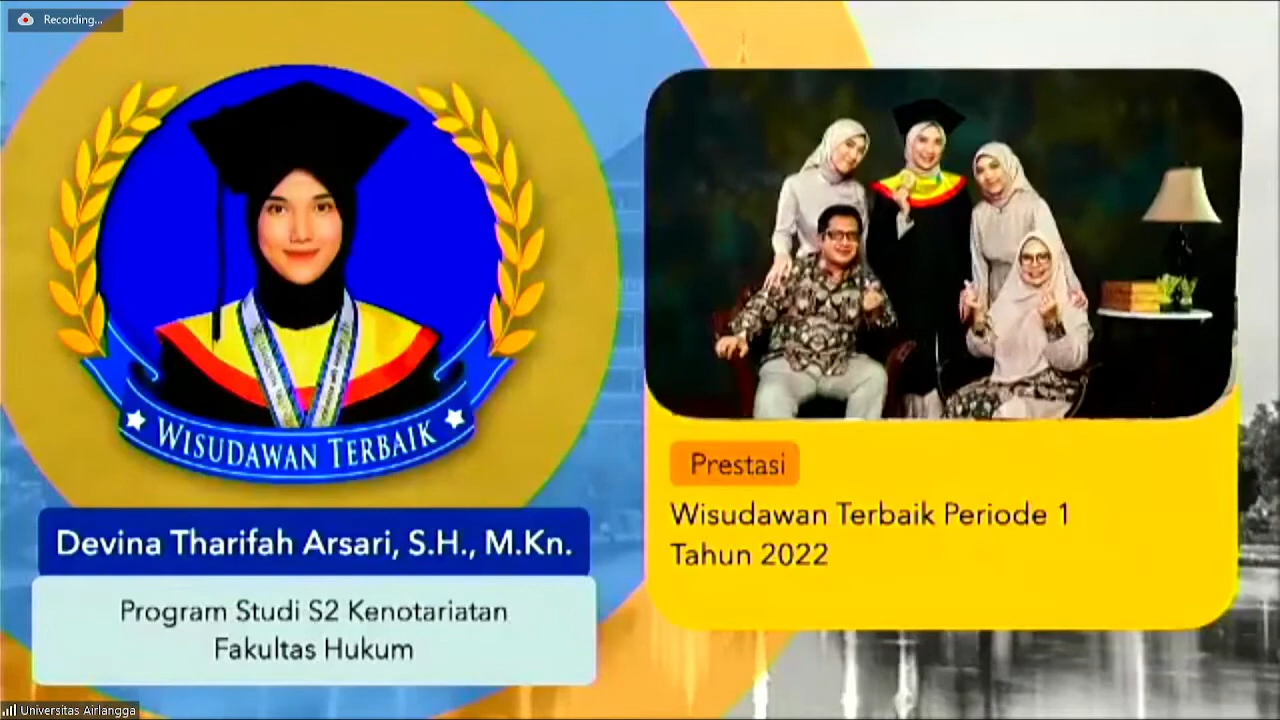 Recording...
WISUDAWAN TERBAIK
Devina Tharifah Arsari, S.H., M.Kn.
Program Studi S2 Kenotariatan
Fakultas Hukum
Prestasi
Wisudawan Terbaik Periode 1
Tahun 2022
Universitas Airlangga